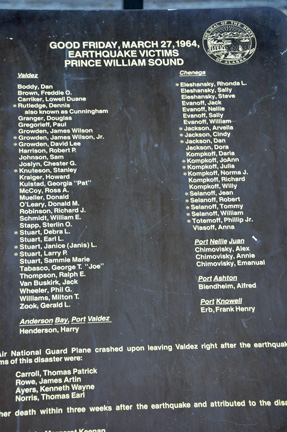 GOOD FRIDAY, MARCH 27, 1964,
EARTHQUAKE VICTIMS
PRINCE WILLIAM SOUND
Valdez
Boddy, Dan
Brown, Freddie O.
Carriker, Lowell Duane
Rutledge, Dennis
also known as Cunningham
Granger, Douglas
Gregorieff, Paul
Growden, James Wilson
Growden, James Wilson, Jr.
Growden, David Lee
Harrison, Robert R
Johnson, Sam
Joslyn, Chester G.
Knuteson, Stanley
Kraiger, Howard
Kulstad, Georgia "Pat"
McCoy, Ross A.
Mueller, Donald
O'Leary, Donald M.
Robinson, Richard J.
Schmidt, William E.
Stapp, Sterlin O.
Stuart, Debra L.
Stuart, Earl L.
Stuart, Janice (Janis) L.
Stuart, Larry P.
Stuart, Sammie Marie
Tabasco, George T. "Joe"
Thompson, Ralph E.
Van Buskirk, Jack
Wheeler, Phil G.
Williams, Milton T.
Zook, Gerald L.
Anderson Bay, Port Valdez
Henderson, Harry
Chenega
Eleshansky, Rhonda L.
Eleshansky, Sally
Eleshansky, Steve
Evanoff, Jack
Evanoff, Nellie
Evanoff, Sally
Evanoff, William
Jackson, Arvella
Jackson, Cindy
Jackson, Dan
Jackson, Dora
Kompkoff, Daria
Kompkoff, JoAnn
Kompkoff, Julia
Kompkoff, Norma J.
Kompkoff, Richard
Kompkoff, Willy
Selanoff, Jean
Selanoff, Robert
Selanoff, Tommy
Selanoff, William
Totemoff, Phillip Jr.
Vlasoff, Anna
Port Nellie Juan
Chimovisky, Alex
Chimovisky, Annie
Chimovisky, Emanual
Port Ashton
Blendheim, Alfred
Port Knowell
Erb, Frank Henry
Air National Guard Plane crashed upon leaving Valdez right after the earthquak
ms of this disaster were:
Carroll, Thomas Patrick
Rowe, James Artin
Ayers, Kenneth Wayne
Norris, Thomas Earl
her death within three weeks after the earthquake and attributed to the disa
Margaret Keenan